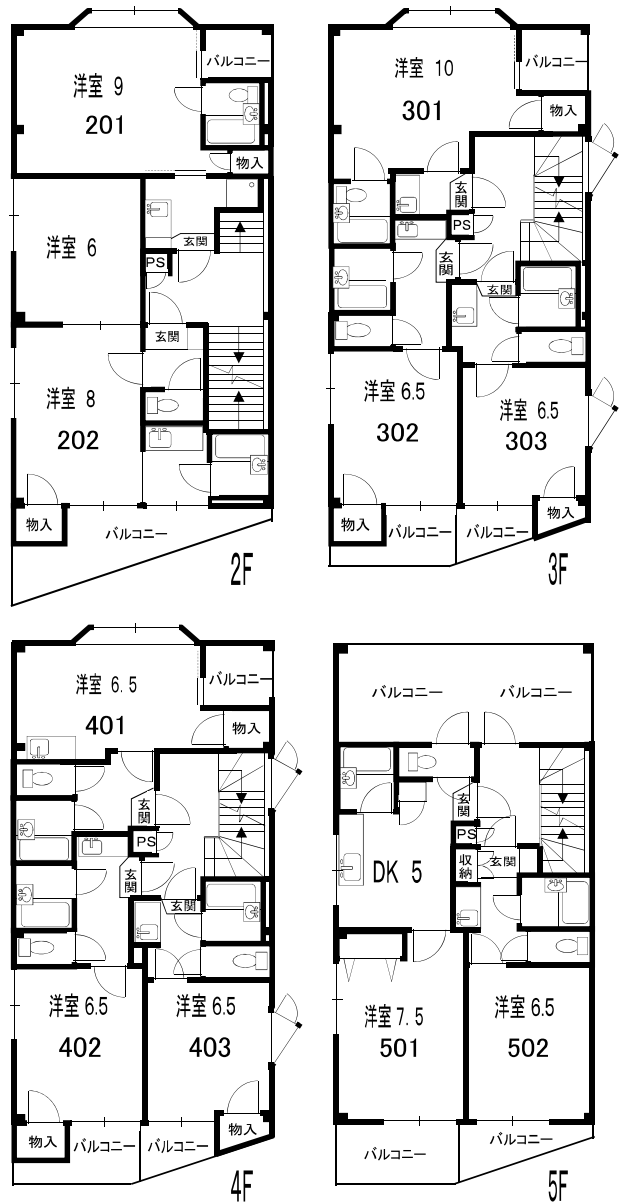 洋室 9
201
バルコニー
物入
洋室 6
玄関
PS
玄関
洋室 8
202
物入
バルコニー
2F
洋室 10
301
バルコニー
物入
玄関
PS
玄関
玄関
洋室 6.5
302
洋室 6.5
303
物入
バルコニー
バルコニー
物入
3F
洋室 6.5
401
バルコニー
物入
玄関
PS
玄関
玄関
洋室 6.5
402
洋室 6.5
403
物入
バルコニー
バルコニー
物入
4F
バルコニー
バルコニー
玄関
PS
収納
玄関
DK 5
洋室 7.5
501
洋室 6.5
502
バルコニー
バルコニー
5F